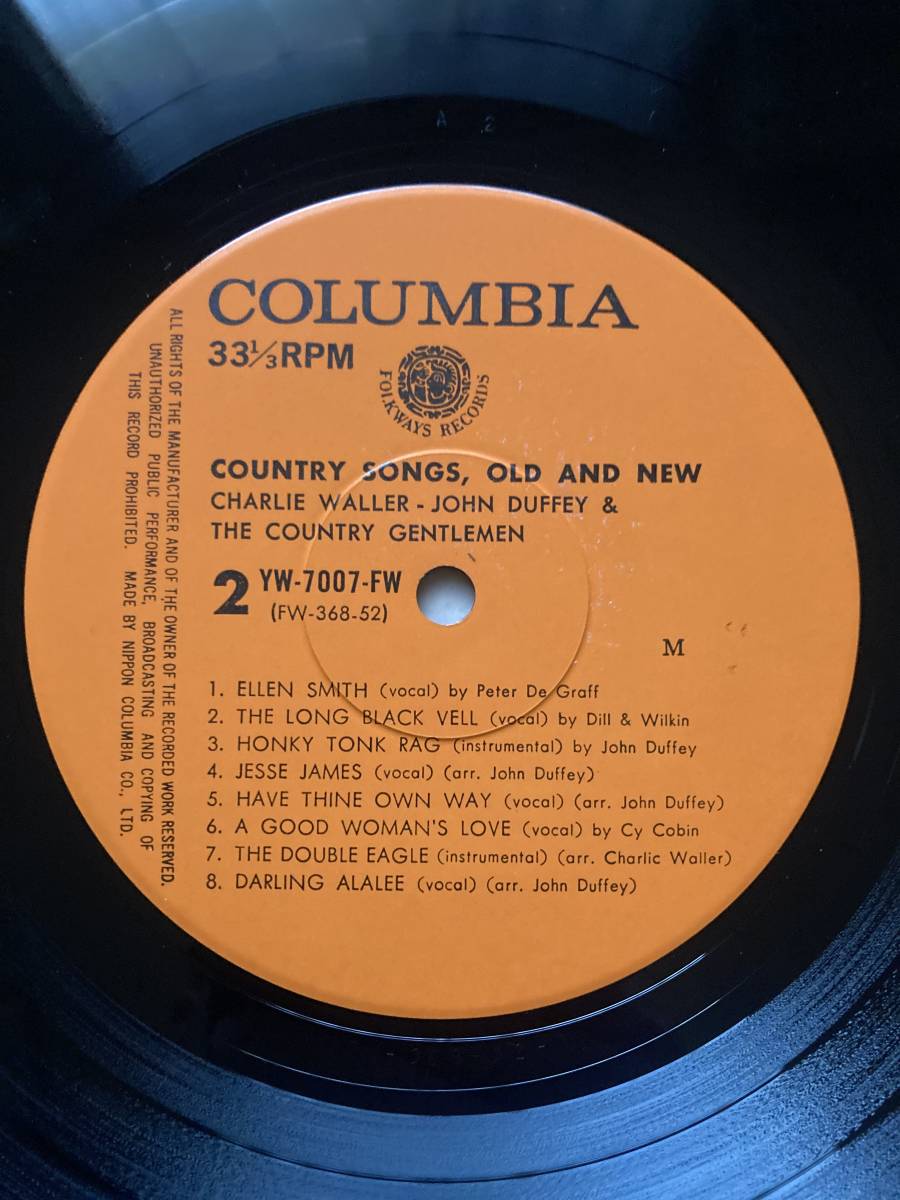 A 2
COLUMBIA
33⅓RPM
FOLKWAYS RECORDS
COUNTRY SONGS, OLD AND NEW
CHARLIE WALLER - JOHN DUFFEY &
THE COUNTRY GENTLEMEN
2 YW-7007-FW
(FW-368-52)
M
1. ELLEN SMITH (vocal) by Peter De Graff
2. THE LONG BLACK VELL (vocal) by Dill & Wilkin
3. HONKY TONK RAG (instrumental) by John Duffey
4. JESSE JAMES (vocal) (arr. John Duffey)
5. HAVE THINE OWN WAY (vocal) (arr. John Duffey)
6. A GOOD WOMAN'S LOVE (vocal) by Cy Cobin
7. THE DOUBLE EAGLE (instrumental) (arr. Charlic Waller)
8. DARLING ALALEE (vocal) (arr. John Duffey)
ALL RIGHTS OF THE MANUFACTURER AND OF THE OWNER OF THE RECORDED WORK RESERVED.
UNAUTHORIZED PUBLIC PERFORMANCE, BROADCASTING AND COPYING OF
THIS RECORD PROHIBITED. MADE BY NIPPON COLUMBIA CO., LTD.